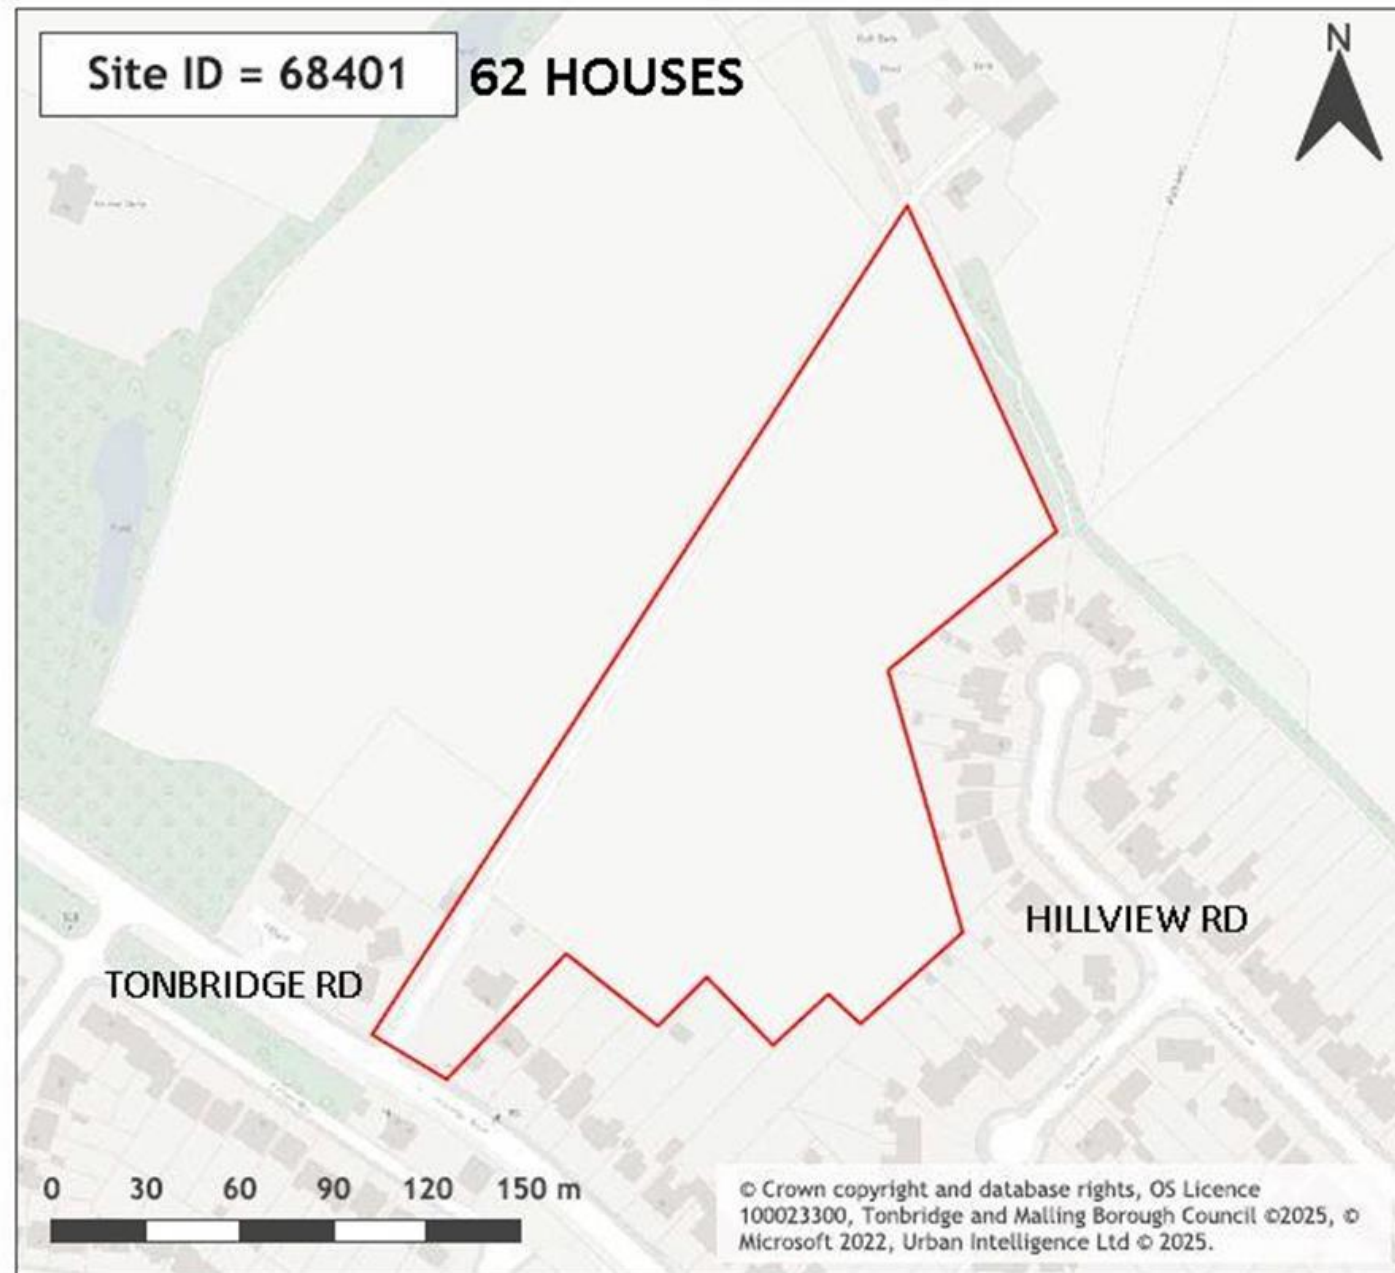 Site ID = 68401
62 HOUSES
N
Pond
TONBRIDGE RD
HILLVIEW RD
0 30 60 90 120 150 m
© Crown copyright and database rights, OS Licence
100023300, Tonbridge and Malling Borough Council ©2025, ©
Microsoft 2022, Urban Intelligence Ltd © 2025.